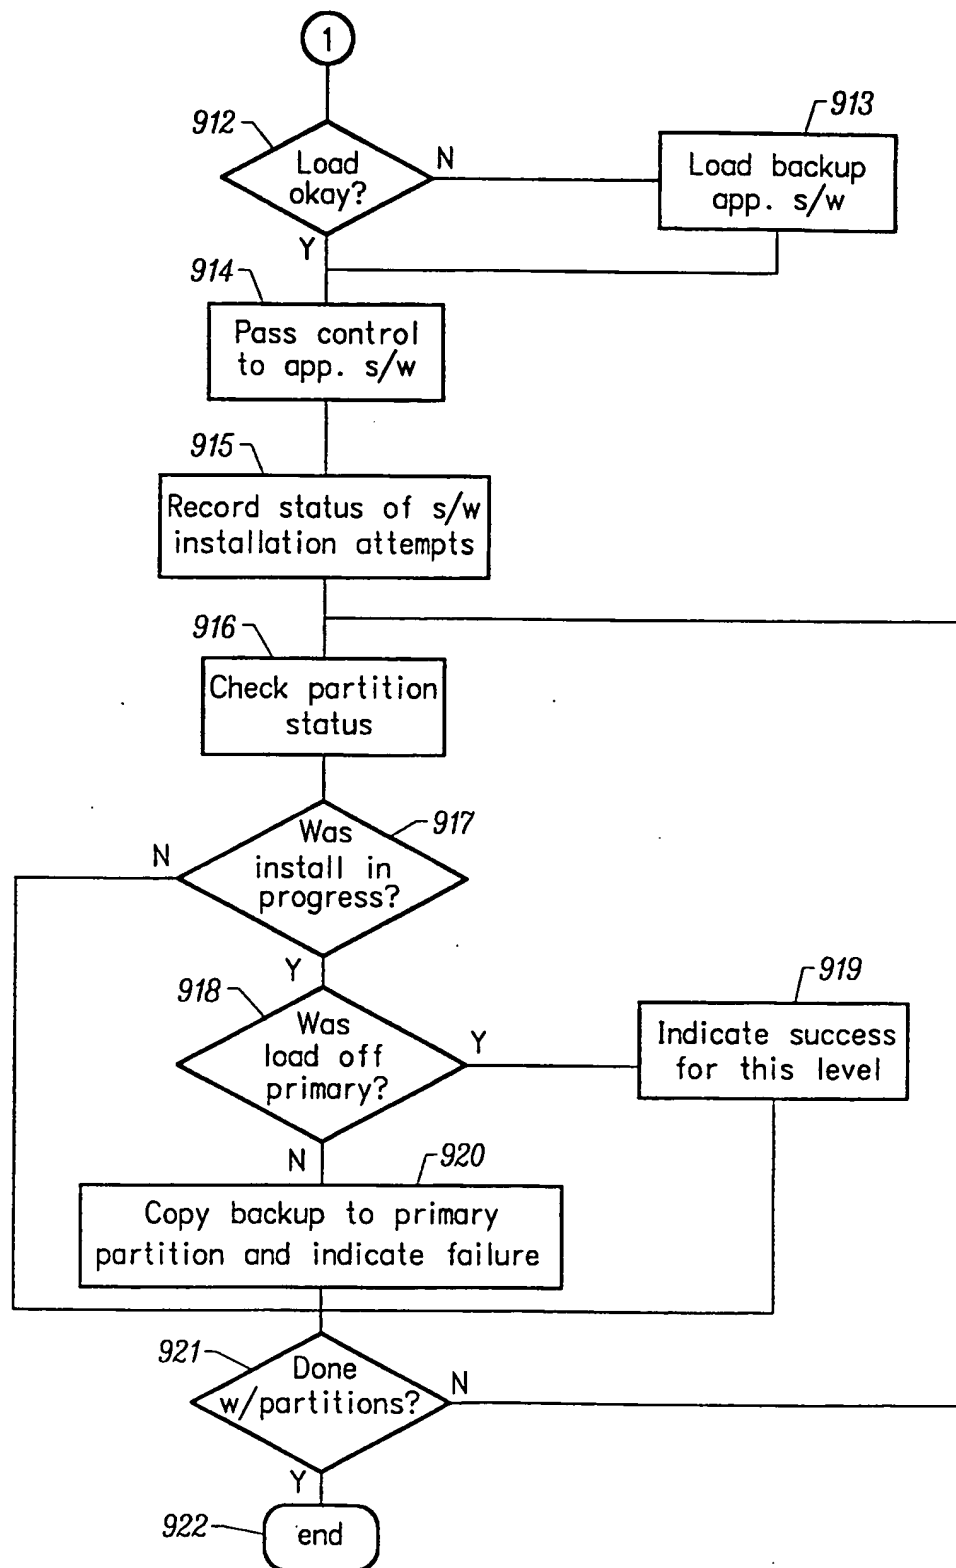 1
912
Load
okay?
N
Y
913
Load backup
app. s/w
914
Pass control
to app. s/w
915
Record status of s/w
installation attempts
916
Check partition
status
917
Was
install in
progress?
N
Y
918
Was
load off
primary?
Y
N
919
Indicate success
for this level
920
Copy backup to primary
partition and indicate failure
921
Done
w/partitions?
N
Y
922
end